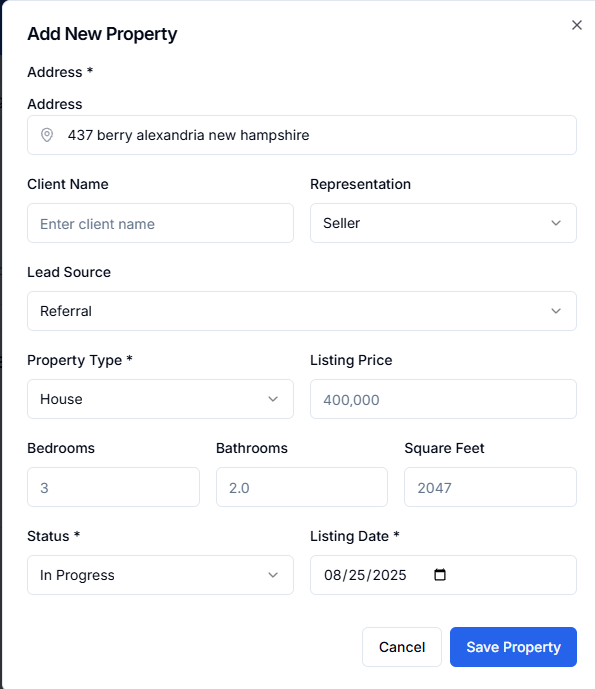 Add New Property
Address *
Address
437 berry alexandria new hampshire
Client Name
Representation
Enter client name
Seller
Lead Source
Referral
Property Type *
Listing Price
House
400,000
Bedrooms
Bathrooms
Square Feet
3
2.0
2047
Status *
Listing Date *
In Progress
08/25/2025
Cancel
Save Property